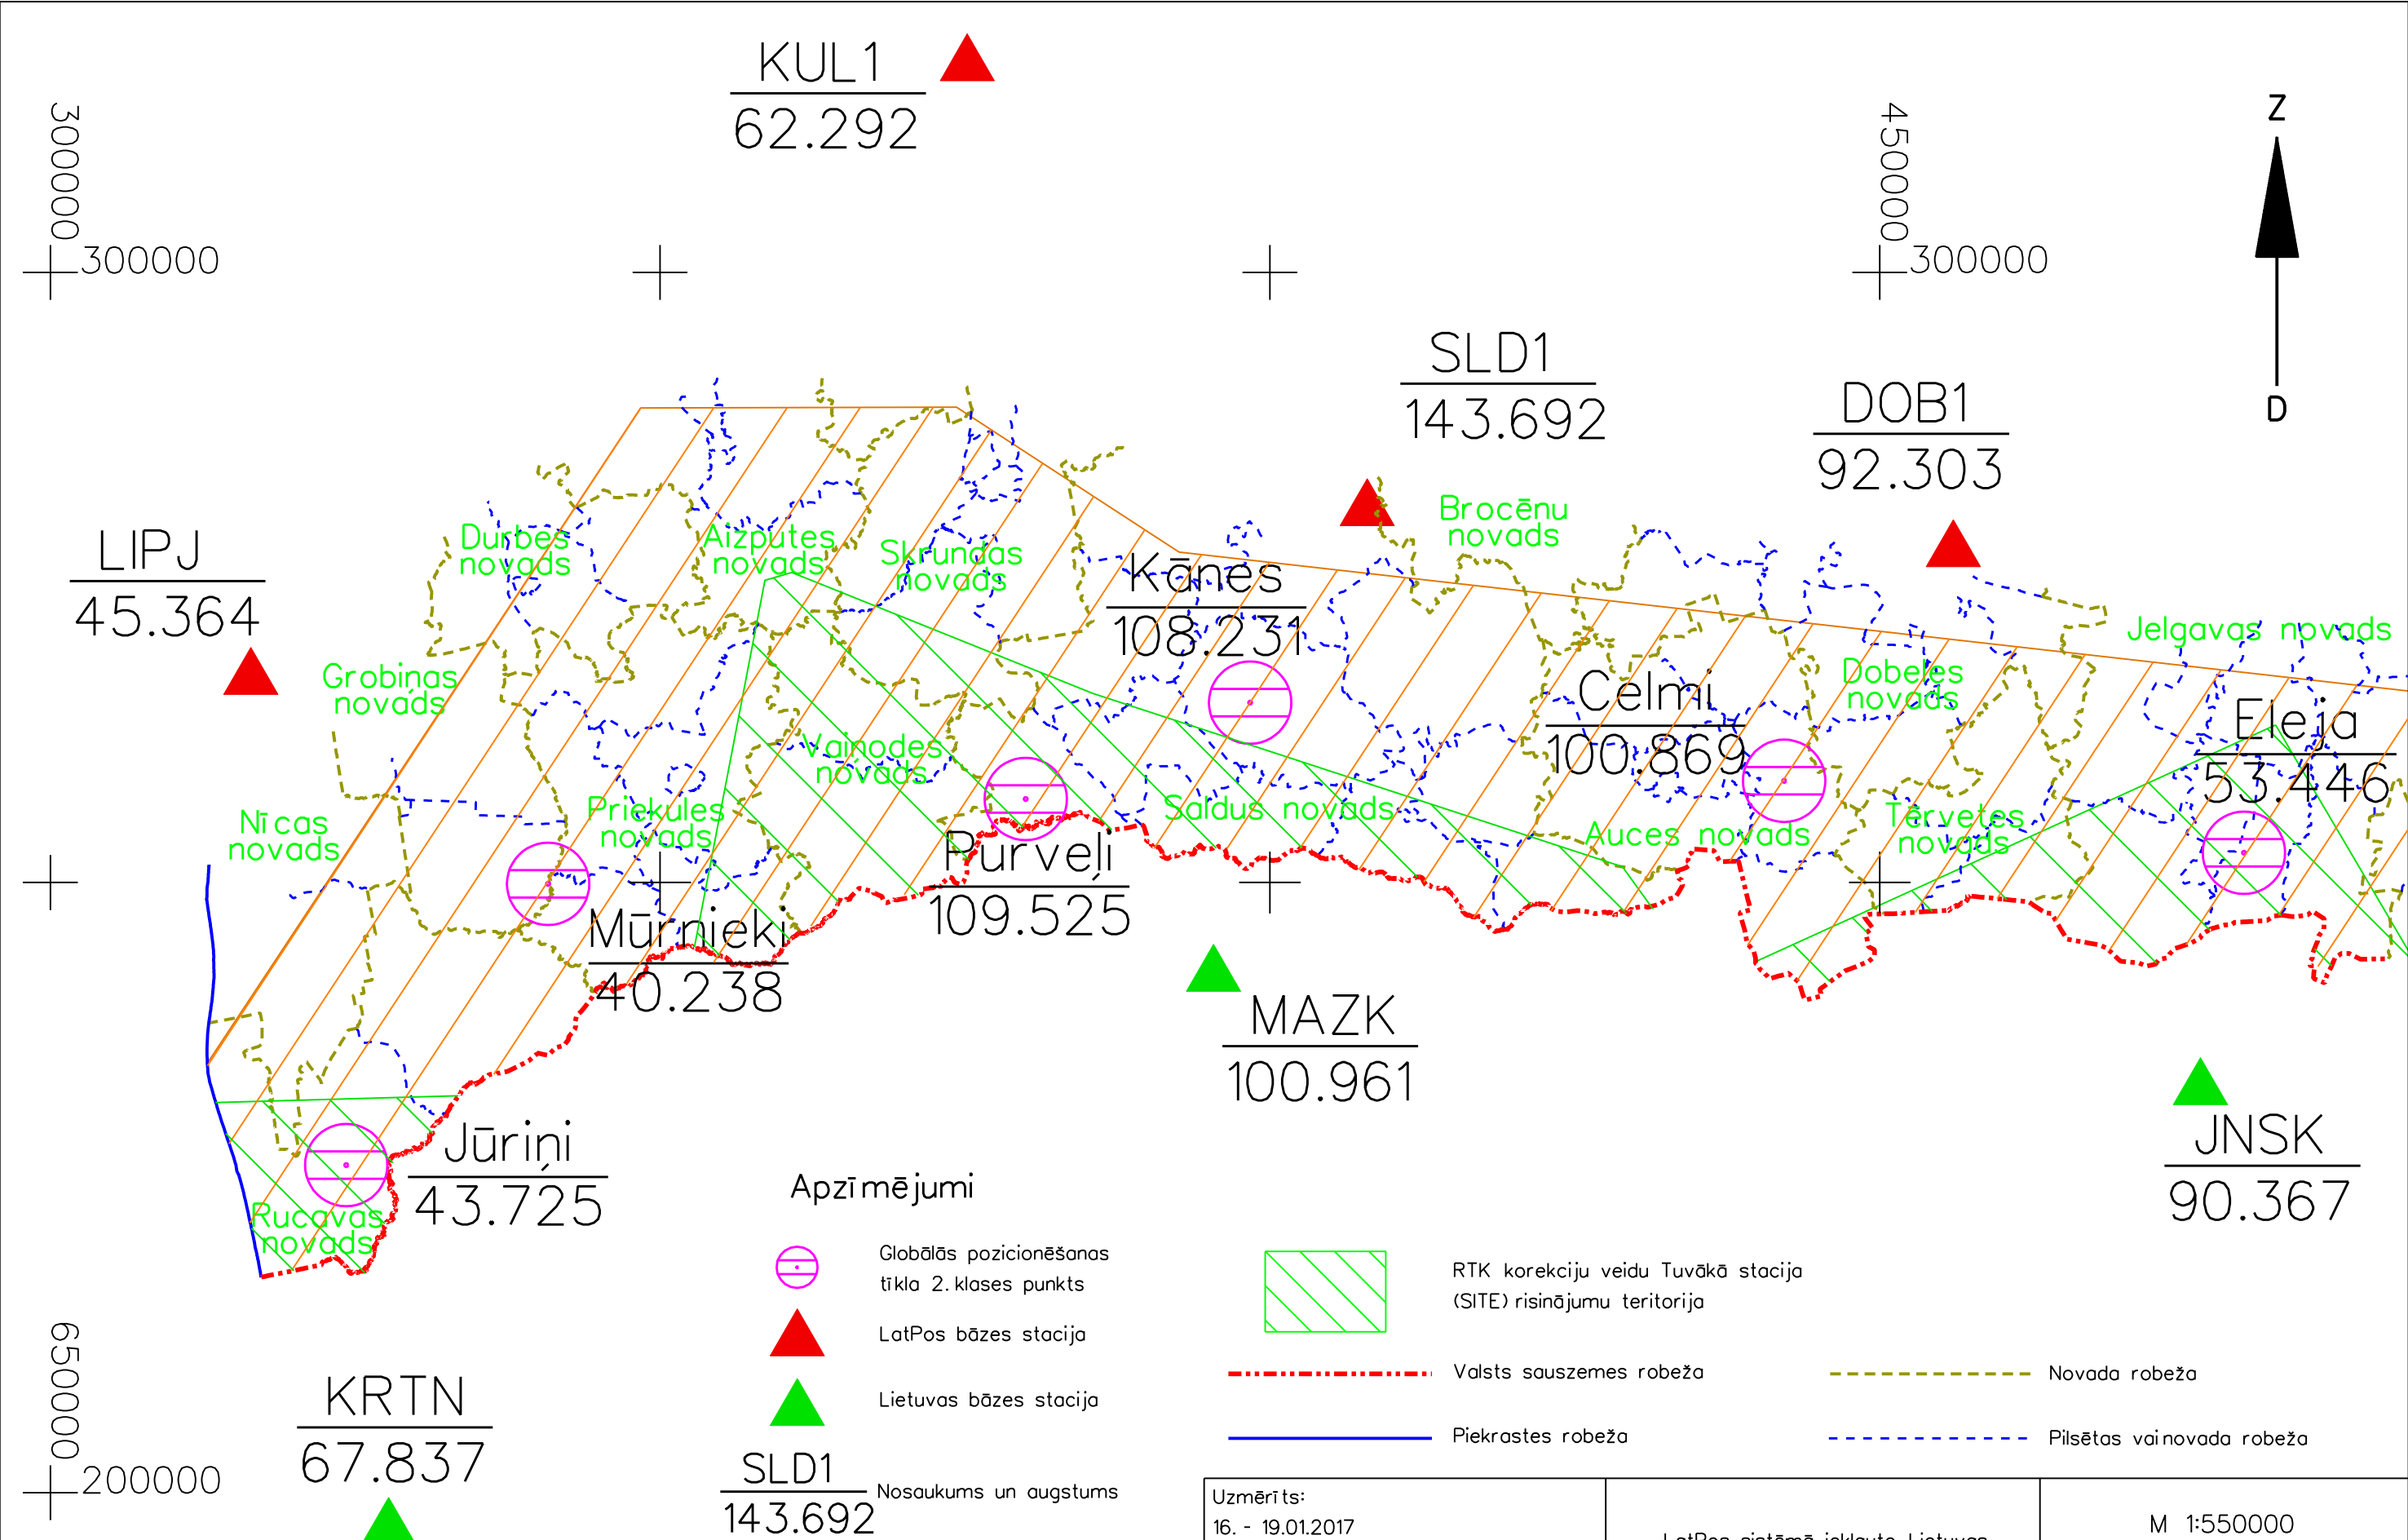 KUL1
62.292
300000
300000
450000
300000
Z
D
SLD1
143.692
DOB1
92.303
LIPJ
45.364
Durbes
novads
Aizputes
novads
Skrundas
novads
Brocēnu
novads
Kānes
108.231
Grobiņas
novads
Celmi
100.869
Dobeles
novads
Jelgavas novads
Eleja
53.446
Nīcas
novads
Priekules
novads
Vaiņodes
novads
Saldus novads
Auces novads
Tērvetes
novads
Purveļi
109.525
Mūrnieki
40.238
MAZK
100.961
JNSK
90.367
Jūriņi
43.725
Rucavas
novads
Apzīmējumi
Globālās pozicionēšanas
tīkla 2. klases punkts
LatPos bāzes stacija
Lietuvas bāzes stacija
SLD1
143.692
Nosaukums un augstums
RTK korekciju veidu Tuvākā stacija
(SITE) risinājumu teritorija
Valsts sauszemes robeža
Novada robeža
Piekrastes robeža
Pilsētas vai novada robeža
650000
200000
KRTN
67.837
Uzmērīts:
16. - 19.01.2017
M 1:550000